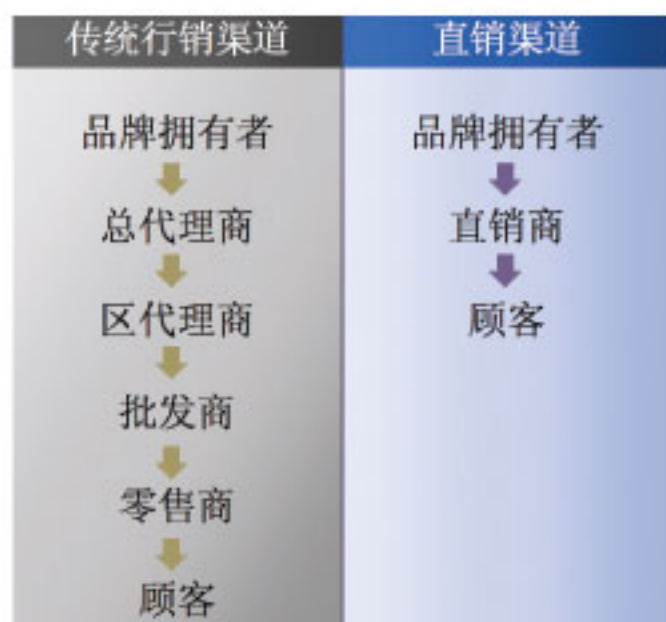 传统行销渠道
品牌拥有者
总代理商
区代理商
批发商
零售商
顾客
直销渠道
品牌拥有者
直销商
顾客